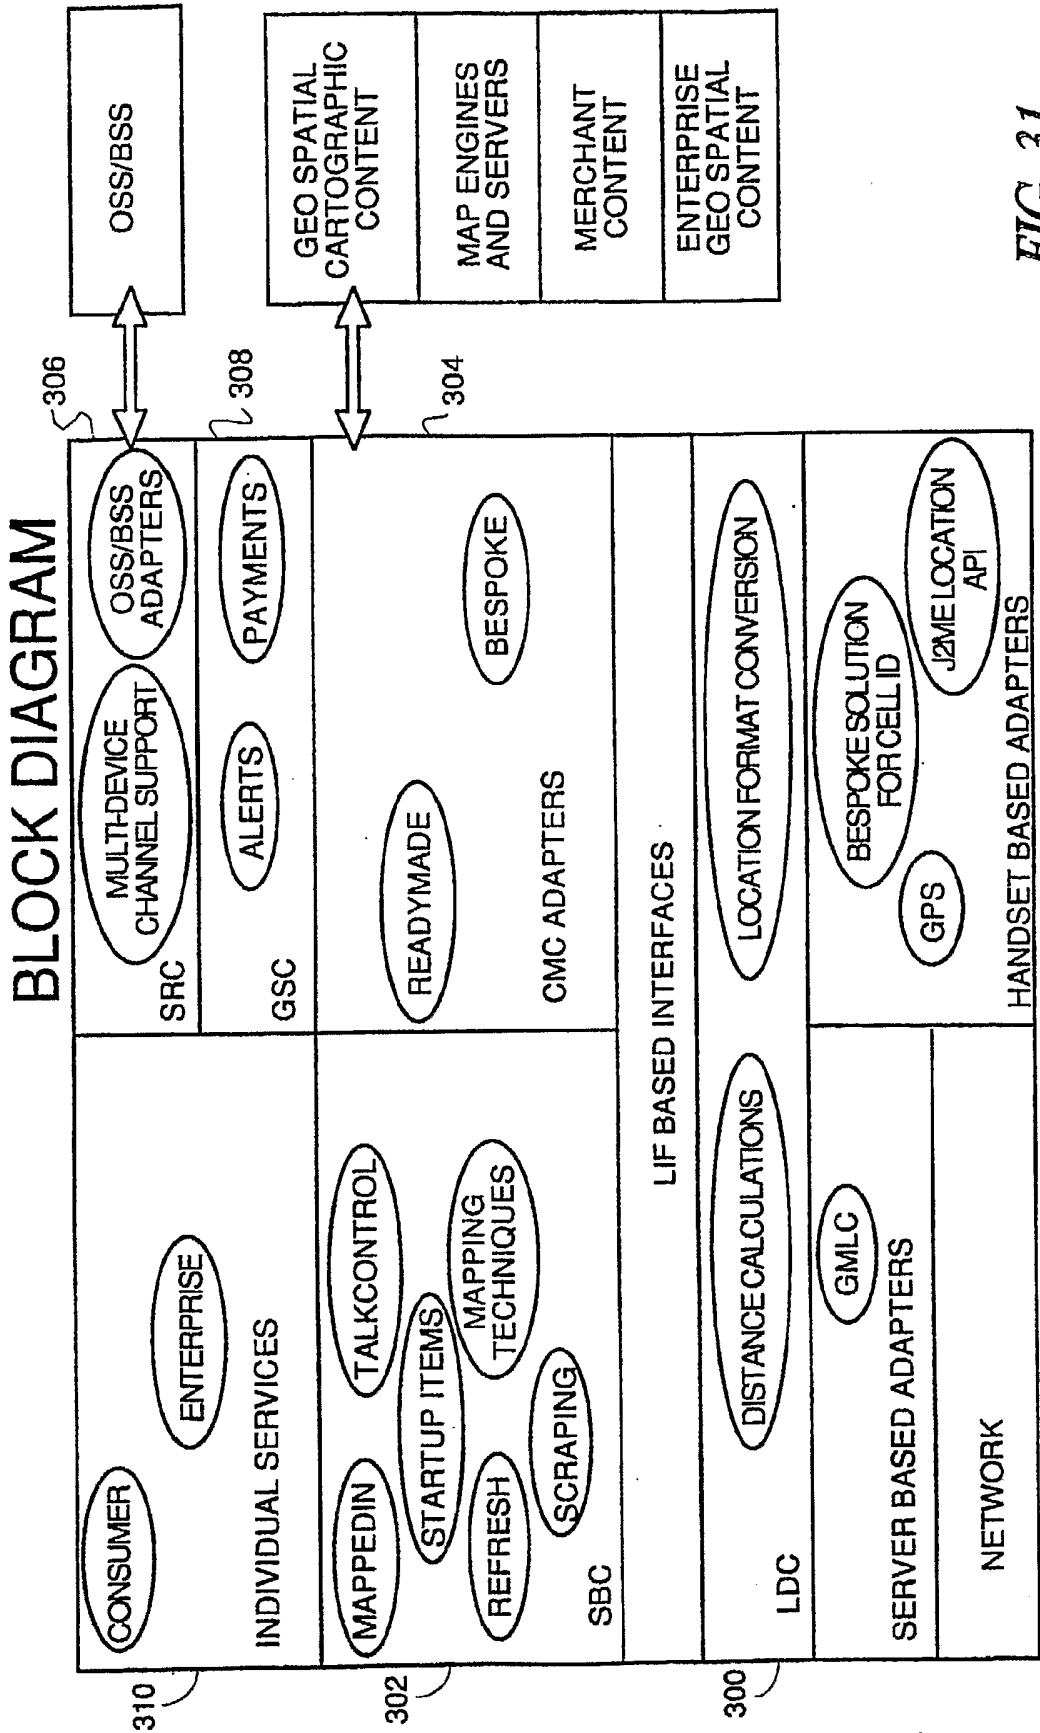 BLOCK DIAGRAM
310
CONSUMER
ENTERPRISE
INDIVIDUAL SERVICES
MULTI-DEVICE
CHANNEL SUPPORT
OSS/BSS
ADAPTERS
SRC
306
OSS/BSS
ALERTS
PAYMENTS
GSC
308
302
MAPPEDIN
TALKCONTROL
STARTUP ITEMS
REFRESH
MAPPING
TECHNIQUES
SCRAPING
SBC
READYMADE
BESPOKE
CMC ADAPTERS
304
GEO SPATIAL
CARTOGRAPHIC
CONTENT
MAP ENGINES
AND SERVERS
MERCHANT
CONTENT
ENTERPRISE
GEO SPATIAL
CONTENT
LIF BASED INTERFACES
300
DISTANCE CALCULATIONS
LOCATION FORMAT CONVERSION
LDC
GMLC
SERVER BASED ADAPTERS
NETWORK
BESPOKE SOLUTION
FOR CELL ID
GPS
J2ME LOCATION
API
HANDSET BASED ADAPTERS
FIG. 31